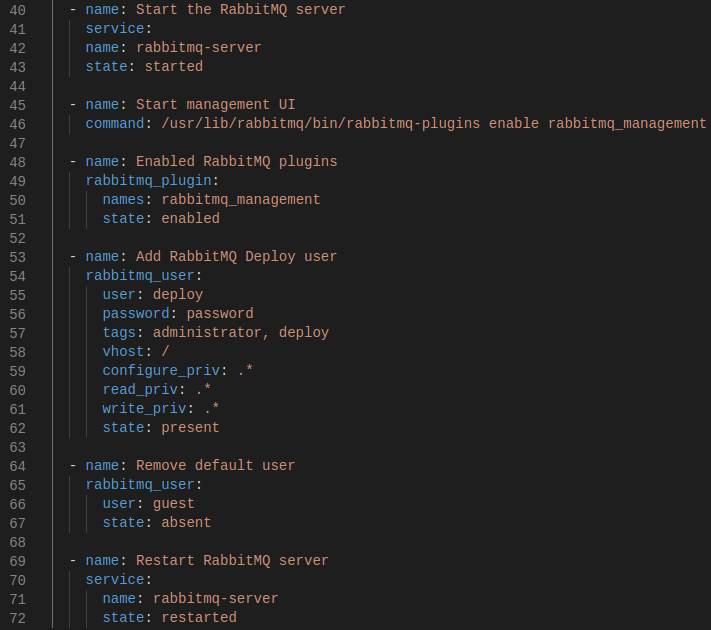 40 - name: Start the RabbitMQ server
41 service:
42 name: rabbitmq-server
43 state: started
44
45 - name: Start management UI
46 command: /usr/lib/rabbitmq/bin/rabbitmq-plugins enable rabbitmq_management
47
48 - name: Enabled RabbitMQ plugins
49 rabbitmq_plugin:
50 names: rabbitmq_management
51 state: enabled
52
53 - name: Add RabbitMQ Deploy user
54 rabbitmq_user:
55 user: deploy
56 password: password
57 tags: administrator, deploy
58 vhost: /
59 configure_priv: .*
60 read_priv: .*
61 write_priv: .*
62 state: present
63
64 - name: Remove default user
65 rabbitmq_user:
66 user: guest
67 state: absent
68
69 - name: Restart RabbitMQ server
70 service:
71 name: rabbitmq-server
72 state: restarted